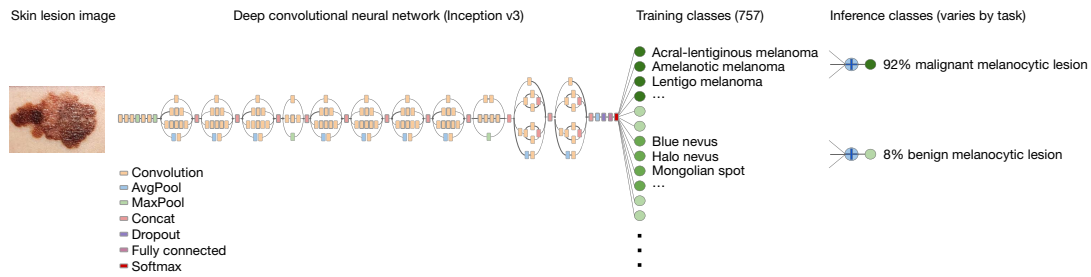 Skin lesion image
Deep convolutional neural network (Inception v3)
Training classes (757)
Inference classes (varies by task)
Convolution
AvgPool
MaxPool
Concat
Dropout
Fully connected
Softmax
Acral-lentiginous melanoma
Amelanotic melanoma
Lentigo melanoma
...
Blue nevus
Halo nevus
Mongolian spot
...
92% malignant melanocytic lesion
8% benign melanocytic lesion